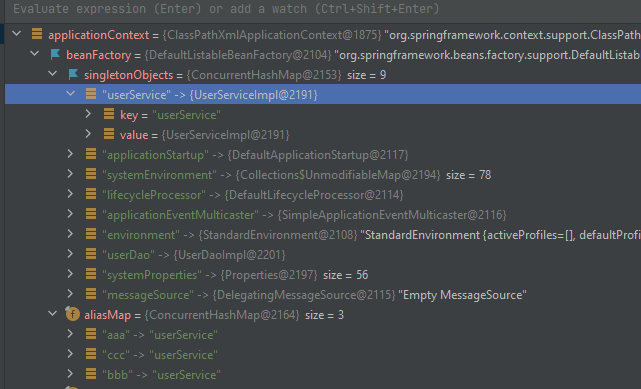 Evaluate expression (Enter) or add a watch (Ctrl+Shift+Enter)
applicationContext = {ClassPathXmlApplicationContext@1875} "org.springframework.context.support.ClassPath
beanFactory = {DefaultListableBeanFactory@2104} "org.springframework.beans.factory.support.DefaultListab
singletonObjects = {ConcurrentHashMap@2153} size = 9
"userService" -> {UserServiceImpl@2191}
key = "userService"
value = {UserServiceImpl@2191}
"applicationStartup" -> {DefaultApplicationStartup@2117}
"systemEnvironment" -> {Collections$UnmodifiableMap@2194} size = 78
"lifecycleProcessor" -> {DefaultLifecycleProcessor@2114}
"applicationEventMulticaster" -> {SimpleApplicationEventMulticaster@2116}
"environment" -> {StandardEnvironment@2108} "StandardEnvironment {activeProfiles=[], defaultProfi
"userDao" -> {UserDaoImpl@2201}
"systemProperties" -> {Properties@2197} size = 56
"messageSource" -> {DelegatingMessageSource@2115} "Empty MessageSource"
f aliasMap = {ConcurrentHashMap@2164} size = 3
"aaa" -> "userService"
"ccc" -> "userService"
"bbb" -> "userService"